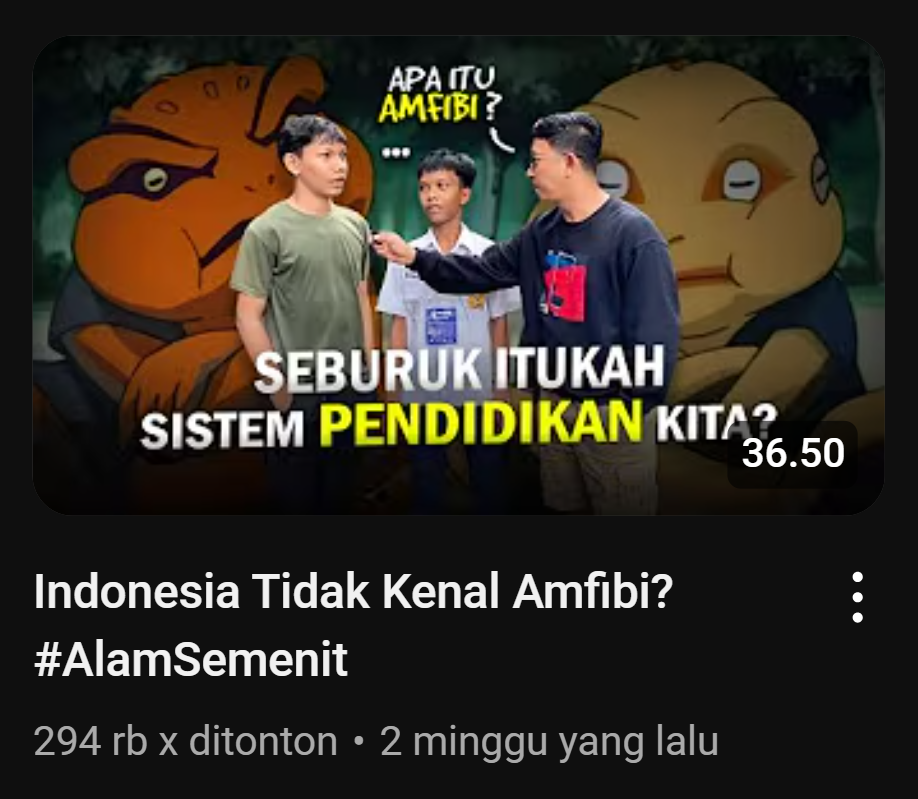 APA ITU
AMFIBI ?
...
SEBURUK ITUKAH
SISTEM PENDIDIKAN KITA?
36.50
Indonesia Tidak Kenal Amfibi?
#AlamSemenit
294 rb x ditonton • 2 minggu yang lalu